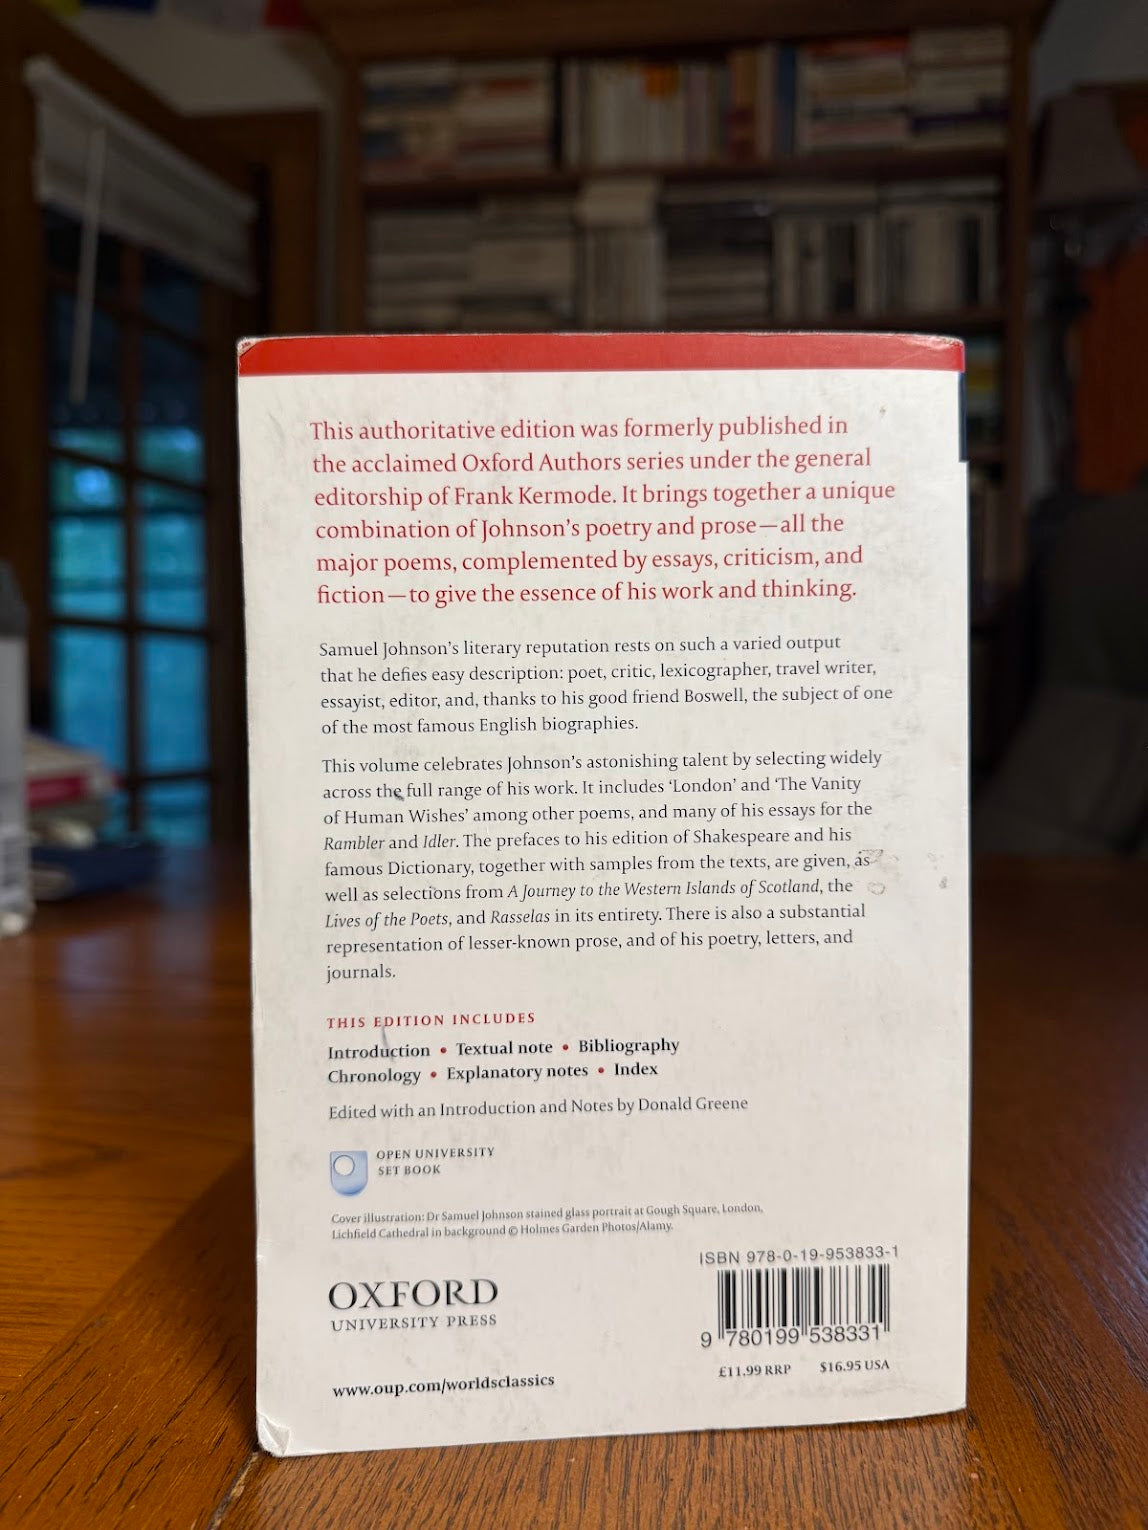 This authoritative edition was formerly published in
the acclaimed Oxford Authors series under the general
editorship of Frank Kermode. It brings together a unique
combination of Johnson's poetry and prose—all the
major poems, complemented by essays, criticism, and
fiction—to give the essence of his work and thinking.
Samuel Johnson's literary reputation rests on such a varied output
that he defies easy description: poet, critic, lexicographer, travel writer,
essayist, editor, and, thanks to his good friend Boswell, the subject of one
of the most famous English biographies.
This volume celebrates Johnson's astonishing talent by selecting widely
across the full range of his work. It includes 'London' and 'The Vanity
of Human Wishes' among other poems, and many of his essays for the
Rambler and Idler. The prefaces to his edition of Shakespeare and his
famous Dictionary, together with samples from the texts, are given, as
well as selections from A Journey to the Western Islands of Scotland, the
Lives of the Poets, and Rasselas in its entirety. There is also a substantial
representation of lesser-known prose, and of his poetry, letters, and
journals.
THIS EDITION INCLUDES
Introduction • Textual note • Bibliography
Chronology • Explanatory notes • Index
Edited with an Introduction and Notes by Donald Greene
OPEN UNIVERSITY
SET BOOK
Cover illustration: Dr Samuel Johnson stained glass portrait at Gough Square, London,
Lichfield Cathedral in background © Holmes Garden Photos/Alamy.
ISBN 978-0-19-953833-1
OXFORD
UNIVERSITY PRESS
9 780199 538331
£11.99 RRP $16.95 USA
www.oup.com/worldsclassics